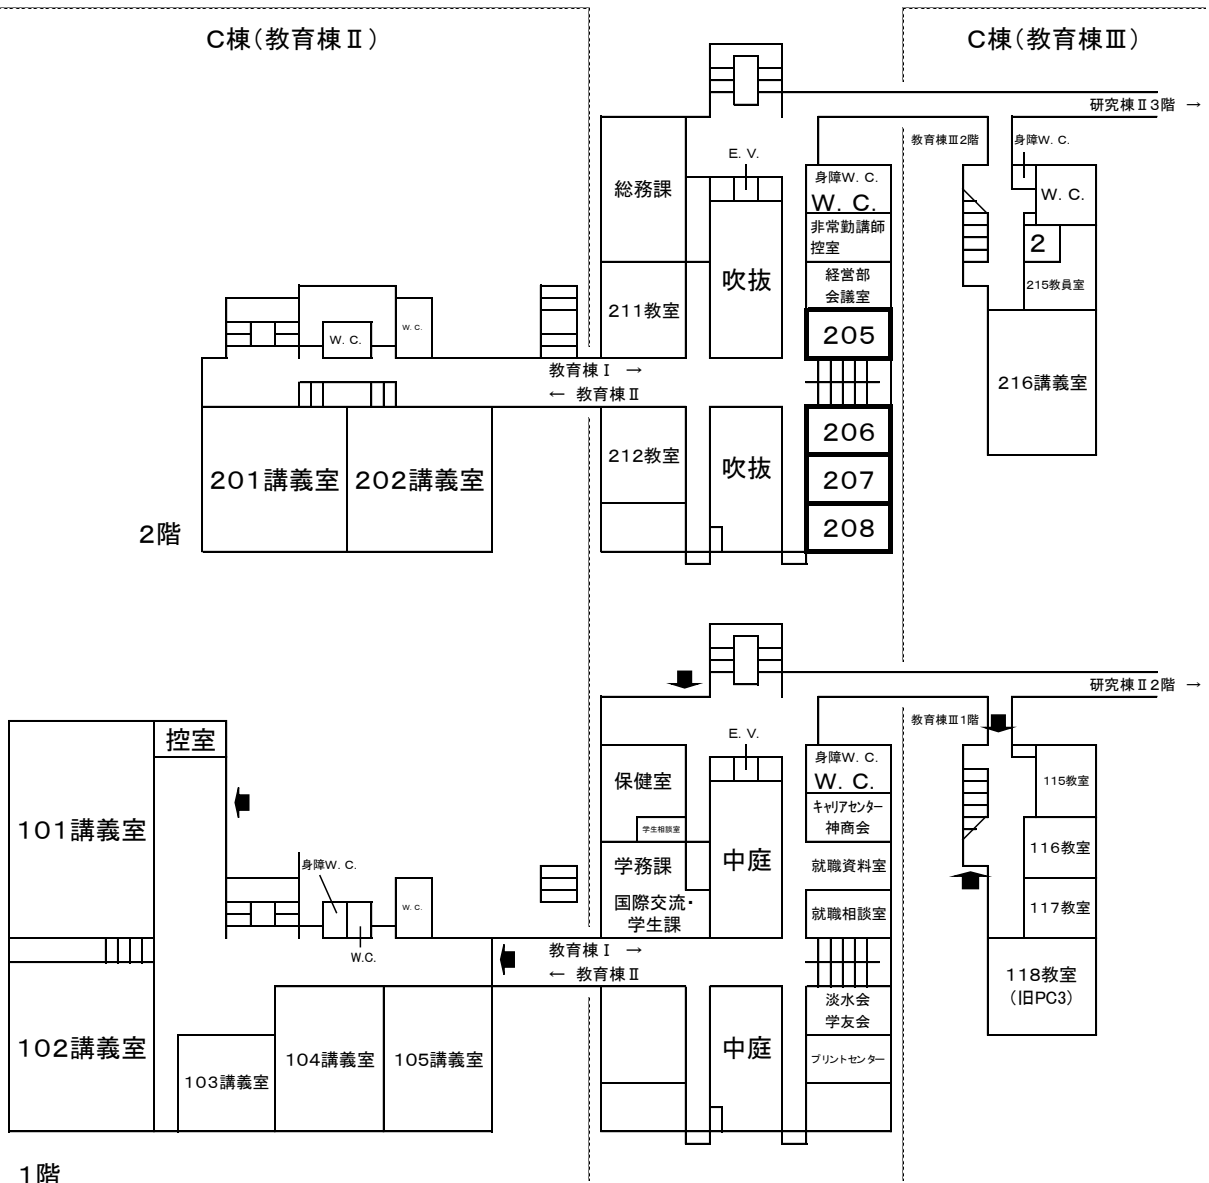 C棟(教育棟Ⅱ)
C棟(教育棟Ⅲ)
研究棟Ⅱ3階 →
教育棟Ⅲ2階
身障W. C.
E. V.
総務課
身障W. C.
W. C.
W. C.
非常勤講師
控室
2
吹抜
経営部
会議室
215教員室
211教室
W. C.
W. C.
205
教育棟Ⅰ →
← 教育棟Ⅱ
216講義室
201講義室
202講義室
212教室
吹抜
206
207
208
2階
研究棟Ⅱ2階 →
教育棟Ⅲ1階
控室
E. V.
保健室
身障W. C.
W. C.
115教室
101講義室
キャリアセンター
神商会
学生相談室
116教室
身障W. C.
学務課
中庭
就職資料室
W. C.
国際交流・
学生課
就職相談室
117教室
W.C.
教育棟Ⅰ →
← 教育棟Ⅱ
118教室
(旧PC3)
淡水会
学友会
102講義室
103講義室
104講義室
105講義室
中庭
プリントセンター
1階